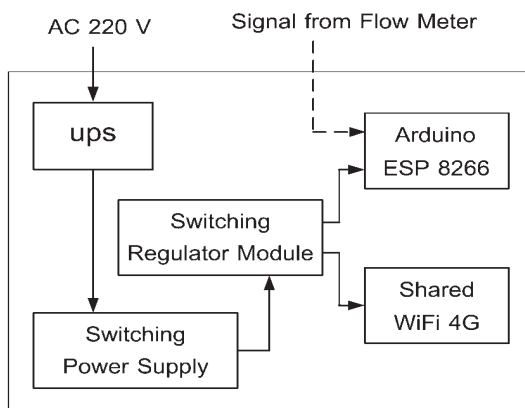 AC 220 V
Signal from Flow Meter
ups
Arduino
ESP 8266
Switching
Regulator Module
Shared
WiFi 4G
Switching
Power Supply